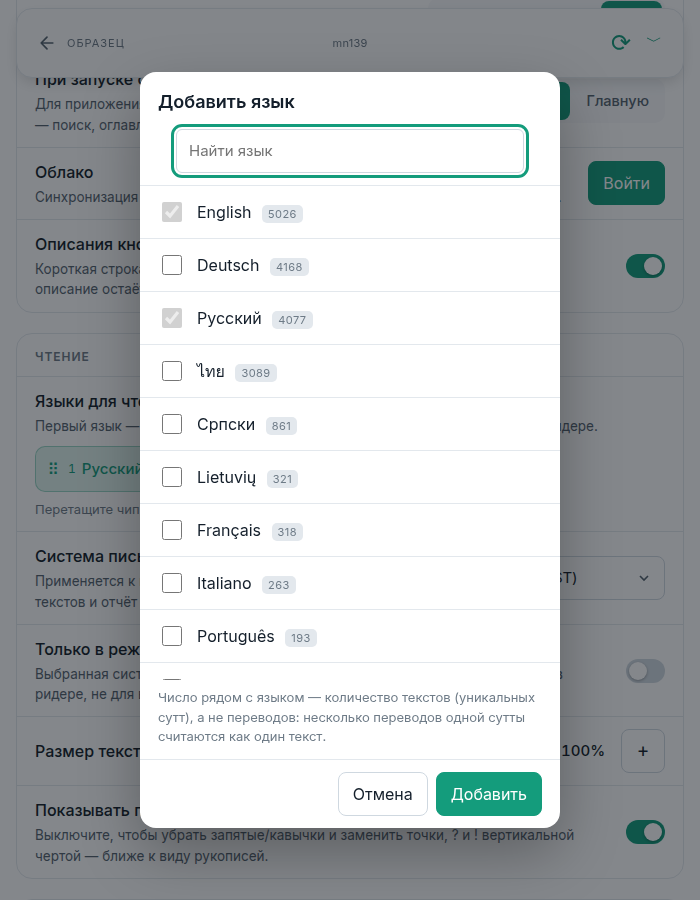 ОБРАЗЕЦ
mn139
При запуске
Для приложени
— поиск, оглавл
Главную
Облако
Синхронизация
Войти
Описания кно
Короткая строк
описание остаё
ЧТЕНИЕ
Языки для чт
Первый язык —
дере.
1 Русский
Перетащите чип
Система пис
Применяется к
текстов и отчёт
ST)
Только в реж
Выбранная сист
в
ридере, не для
Размер текст
100%
+
Показывать п
Выключите, чтобы убрать запятые/кавычки и заменить точки, ? и ! вертикальной
чертой — ближе к виду рукописей.
Добавить язык
Найти язык
English 5026
Deutsch 4168
Русский 4077
ไทย 3089
Српски 861
Lietuvių 321
Français 318
Italiano 263
Português 193
Число рядом с языком — количество текстов (уникальных
сутт), а не переводов: несколько переводов одной сутты
считаются как один текст.
Отмена
Добавить